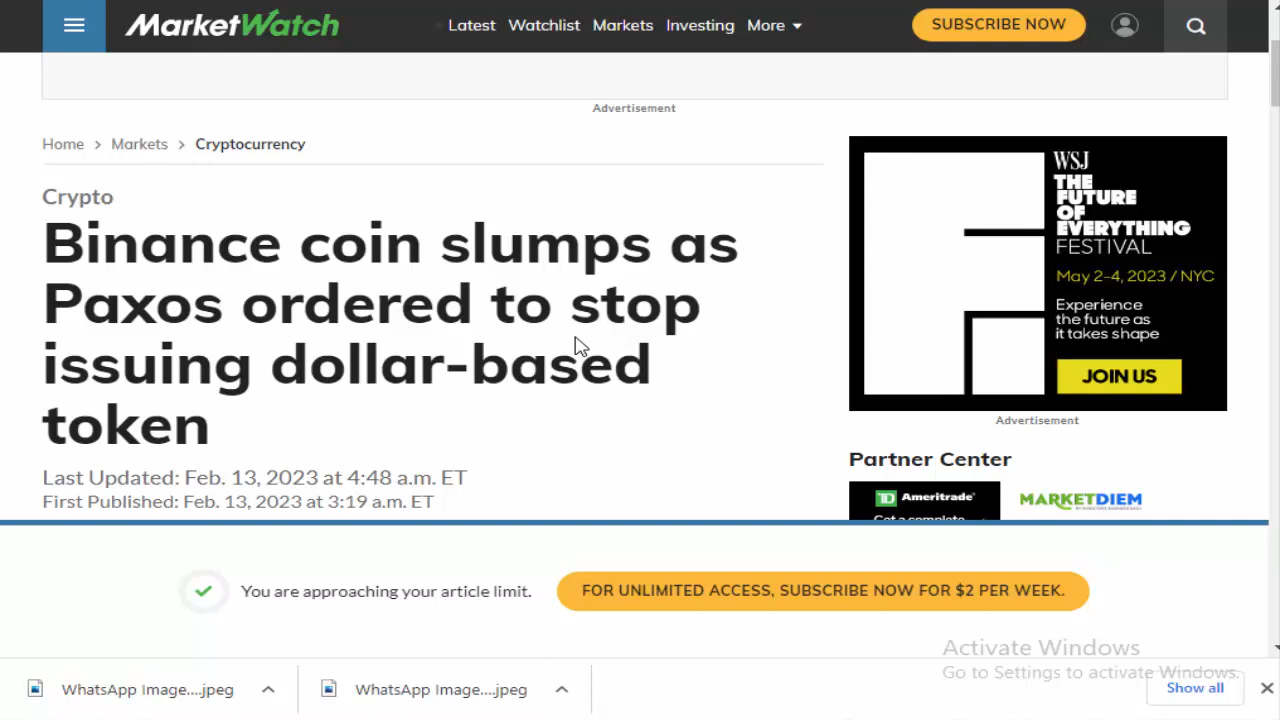 MarketWatch
Latest Watchlist Markets Investing More
SUBSCRIBE NOW
Advertisement
Home > Markets > Cryptocurrency
Crypto
Binance coin slumps as
Paxos ordered to stop
issuing dollar-based
token
Last Updated: Feb. 13, 2023 at 4:48 a.m. ET
First Published: Feb. 13, 2023 at 3:19 a.m. ET
WSJ
THE
FUTURE
OF
EVERYTHING
FESTIVAL
May 2-4, 2023 / NYC
Experience
the future as
it takes shape
JOIN US
Advertisement
Partner Center
TD Ameritrade
Get a complete
MARKETDIEM
You are approaching your article limit.
FOR UNLIMITED ACCESS, SUBSCRIBE NOW FOR $2 PER WEEK.
Activate Windows
Go to Settings to activate Windows.
WhatsApp Image....jpeg
WhatsApp Image....jpeg
Show all